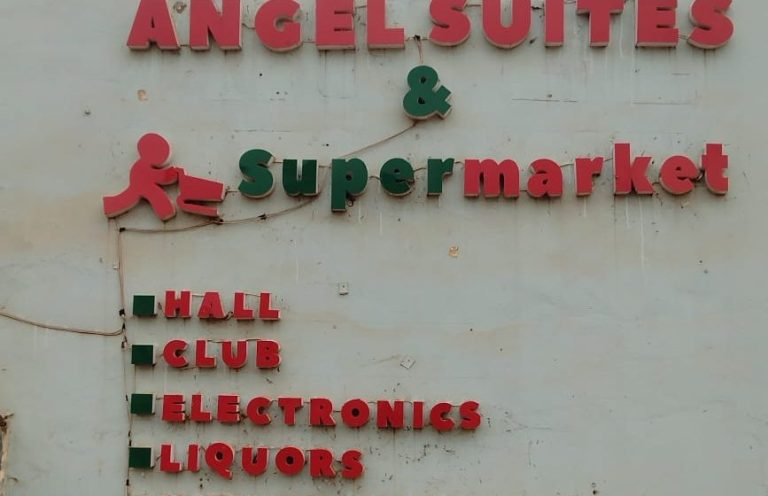 ANGEL SUITES
&
Supermarket
HALL
CLUB
ELECTRONICS
LIQUORS